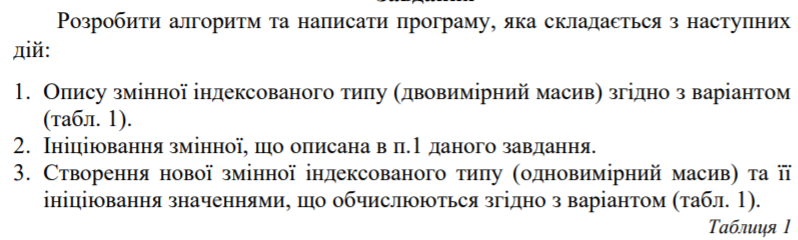 Розробити алгоритм та написати програму, яка складається з наступних
дій:
1. Опису змінної індексованого типу (двовимірний масив) згідно з варіантом
(табл. 1).
2. Ініціювання змінної, що описана в п.1 даного завдання.
3. Створення нової змінної індексованого типу (одновимірний масив) та її
ініціювання значеннями, що обчислюються згідно з варіантом (табл. 1).
Таблиця 1